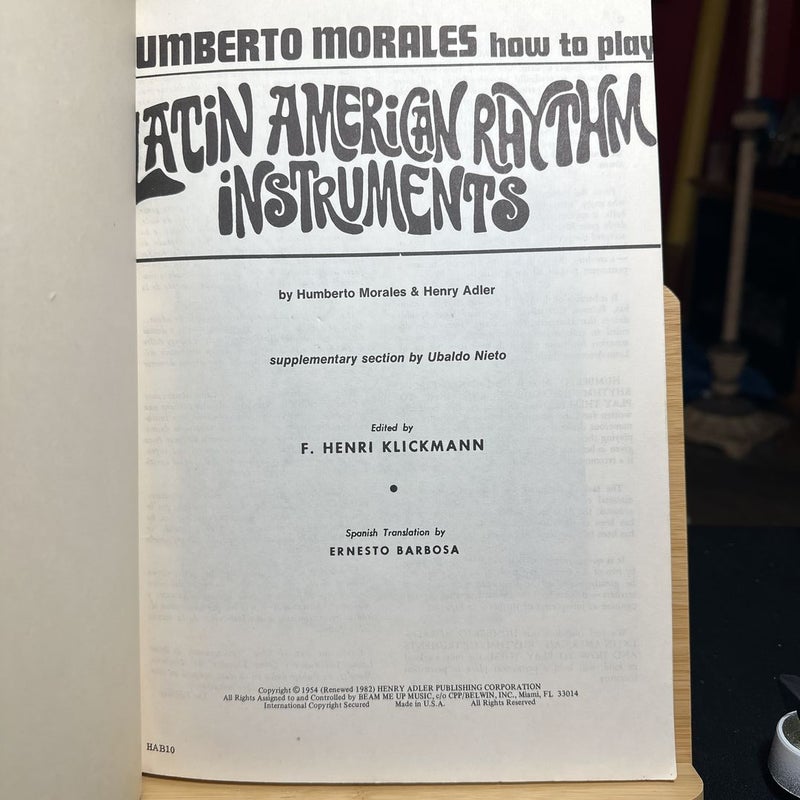 UMBERTO MORALES how to play
LATIN AMERICAN RHYTHM
INSTRUMENTS
by Humberto Morales & Henry Adler
supplementary section by Ubaldo Nieto
Edited by
F. HENRI KLICKMANN
•
Spanish Translation by
ERNESTO BARBOSA
Copyright © 1954 (Renewed 1982) HENRY ADLER PUBLISHING CORPORATION
All Rights Assigned to and Controlled by BEAM ME UP MUSIC, c/o CPP/BELWIN, INC., Miami, FL 33014
International Copyright Secured Made in U.S.A. All Rights Reserved
HAB10